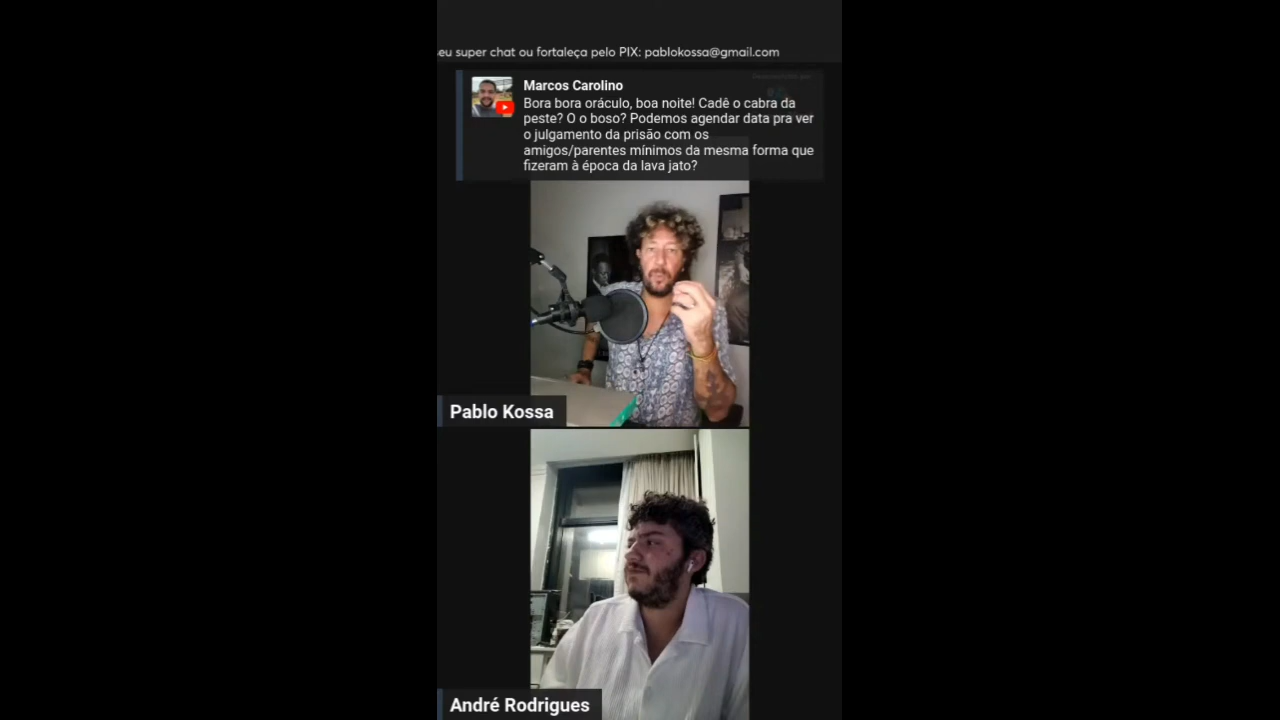 eu super chat ou fortaleça pelo PIX: pablokossa@gmail.com
Marcos Carolino
Bora bora oráculo, boa noite! Cadê o cabra da
peste? O o boso? Podemos agendar data pra ver
o julgamento da prisão com os
amigos/parentes mínimos da mesma forma que
fizeram à época da lava jato?
Pablo Kossa
André Rodrigues